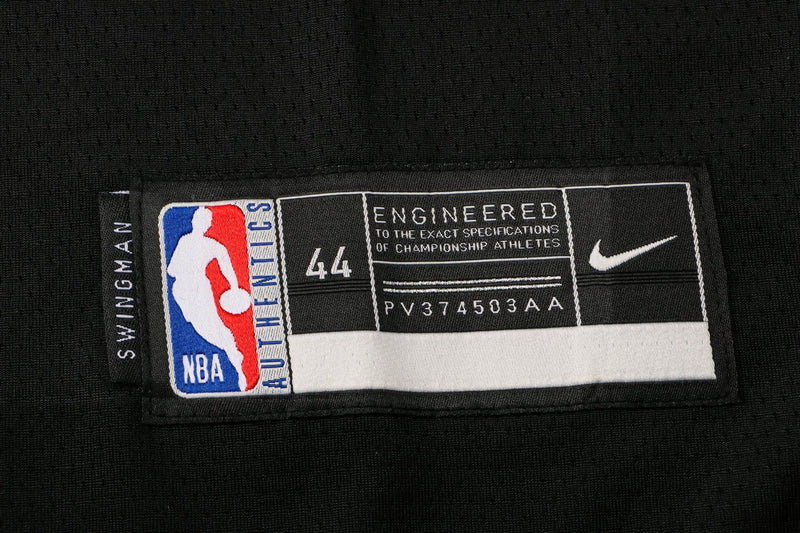 SWINGMAN
NBA
AUTHENTICS
44
ENGINEERED
TO THE EXACT SPECIFICATIONS
OF CHAMPIONSHIP ATHLETES
PV374503AA